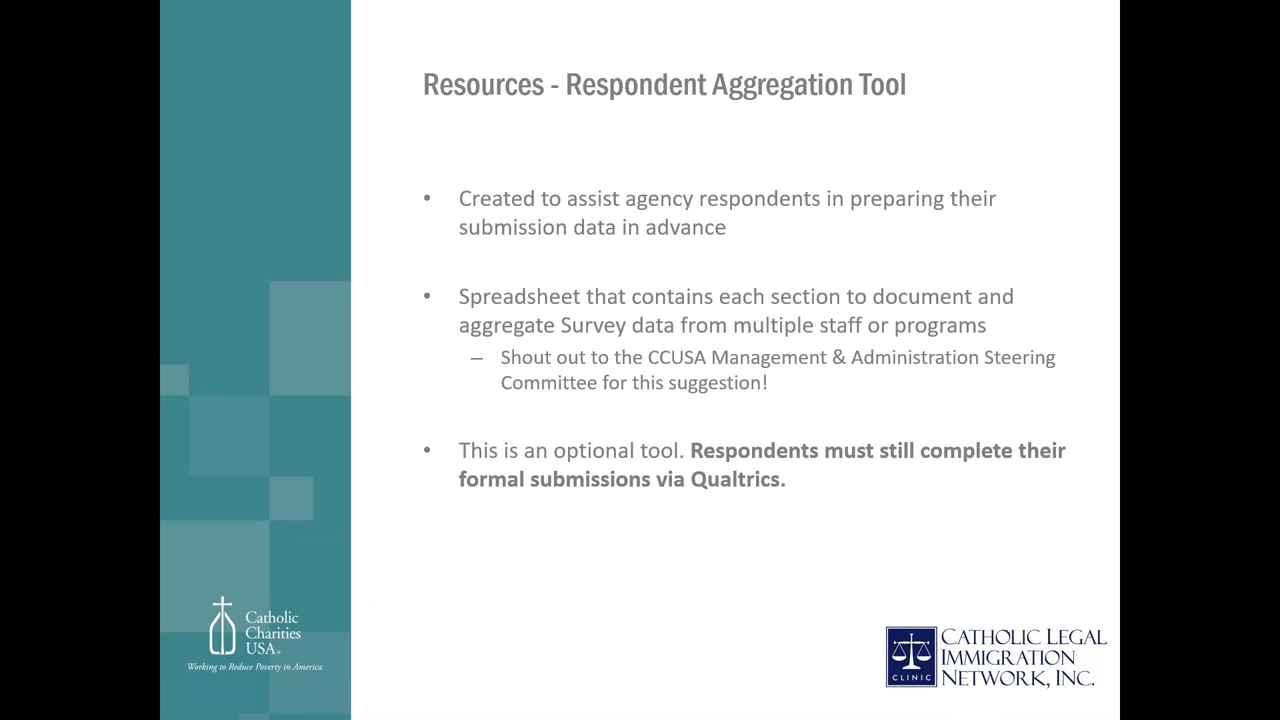 Resources - Respondent Aggregation Tool
• Created to assist agency respondents in preparing their
submission data in advance
• Spreadsheet that contains each section to document and
aggregate Survey data from multiple staff or programs
– Shout out to the CCUSA Management & Administration Steering
Committee for this suggestion!
• This is an optional tool. Respondents must still complete their
formal submissions via Qualtrics.
Catholic
Charities
USA®
Working to Reduce Poverty in America
CLINIC
CATHOLIC LEGAL
IMMIGRATION
NETWORK, INC.